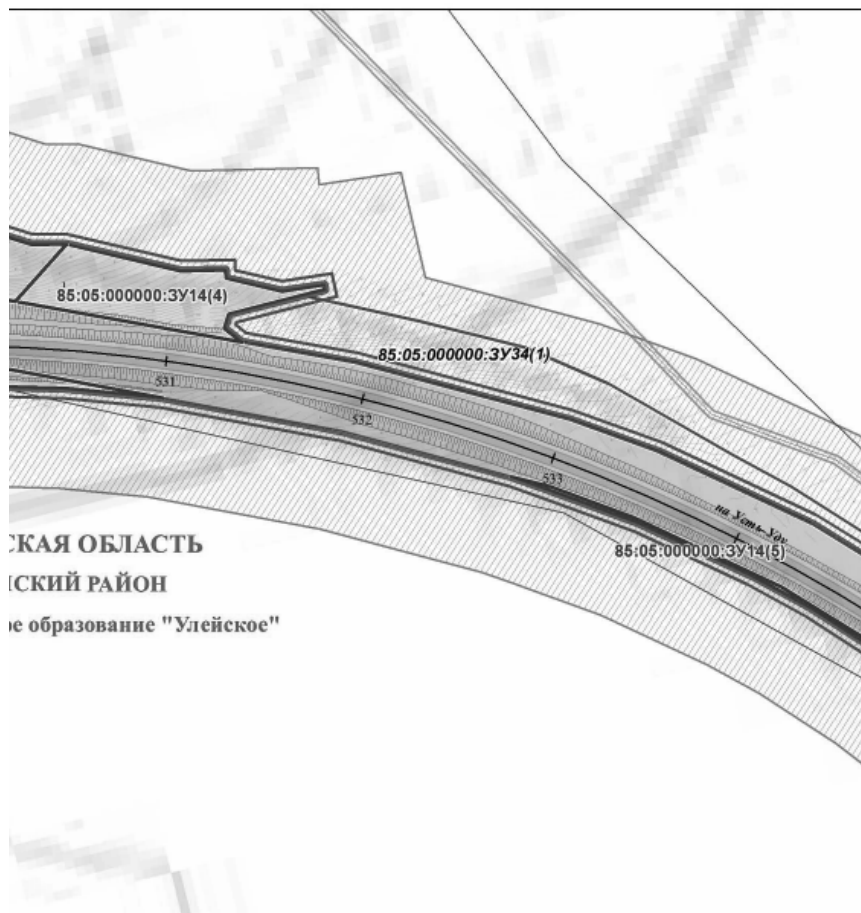 85:05:000000:ЗУ14(4)
85:05:000000:ЗУ34(1)
531
532
533
на Усть-Уду
85:05:000000:ЗУ14(5)
СКАЯ ОБЛАСТЬ
СКИЙ РАЙОН
ое образование "Улейское"